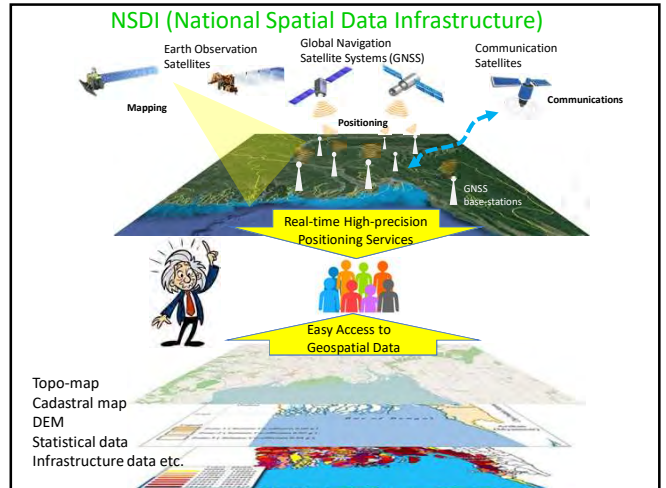 NSDI (National Spatial Data Infrastructure)
Earth Observation
Satellites
Global Navigation
Satellite Systems (GNSS)
Communication
Satellites
Mapping
Communications
Positioning
GNSS
base-stations
Real-time High-precision
Positioning Services
Easy Access to
Geospatial Data
Topo-map
Cadastral map
DEM
Statistical data
Infrastructure data etc.